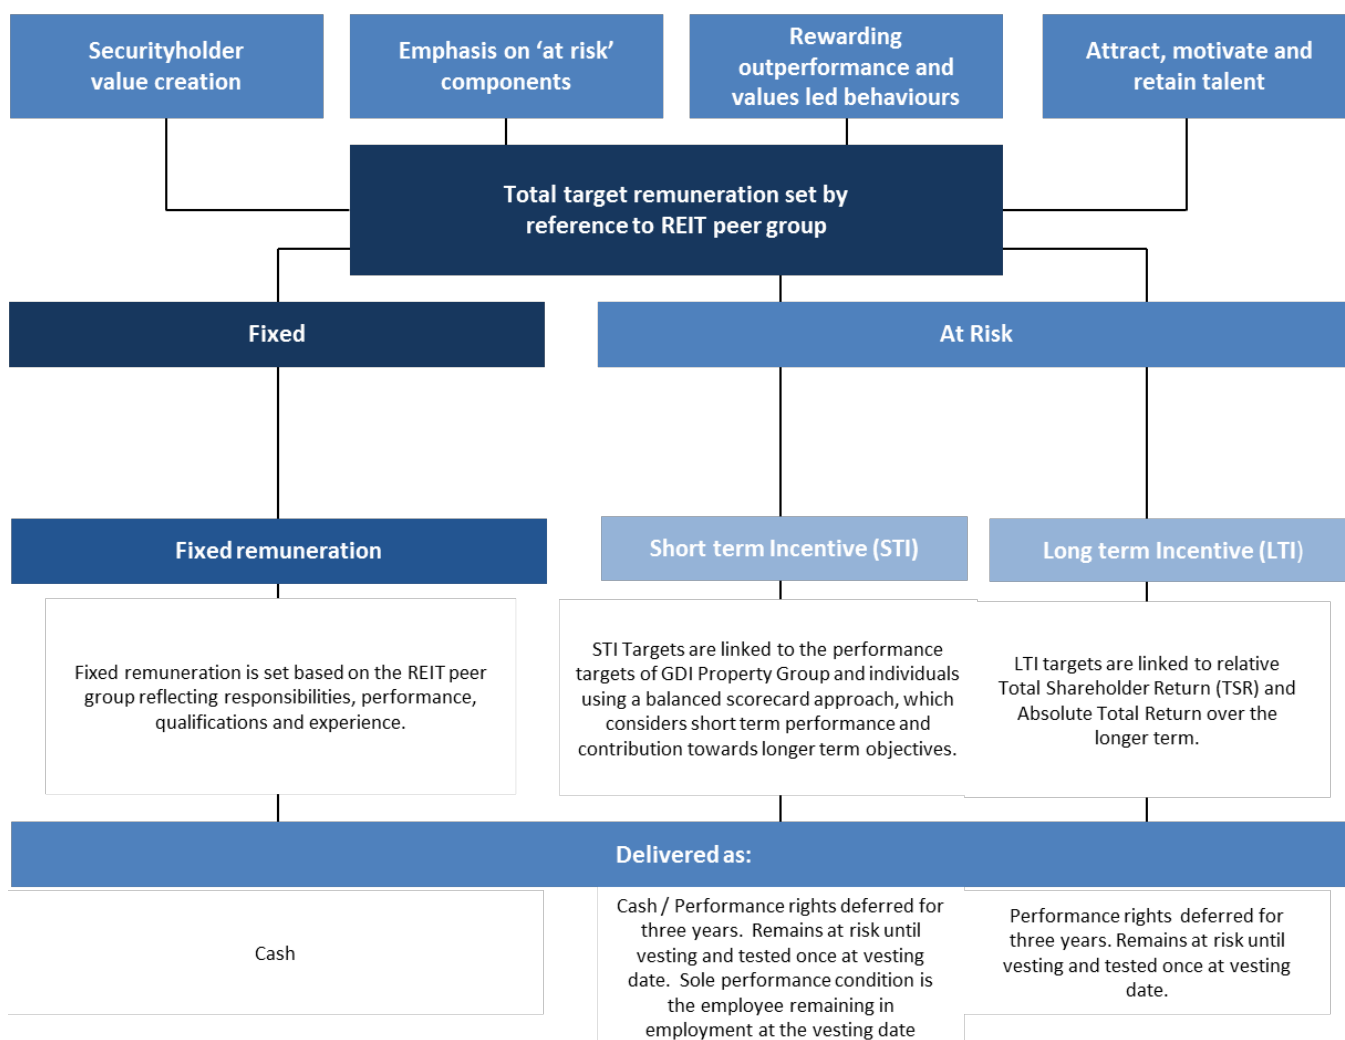 Securityholder
value creation
Emphasis on ‘at risk’
components
Rewarding
outperformance and
values led behaviours
Attract, motivate and
retain talent
Total target remuneration set by
reference to REIT peer group
Fixed
At Risk
Fixed remuneration
Short term Incentive (STI)
Long term Incentive (LTI)
Fixed remuneration is set based on the REIT peer
group reflecting responsibilities, performance,
qualifications and experience.
STI Targets are linked to the performance
targets of GDI Property Group and individuals
using a balanced scorecard approach, which
considers short term performance and
contribution towards longer term objectives.
LTI targets are linked to relative
Total Shareholder Return (TSR) and
Absolute Total Return over the
longer term.
Delivered as:
Cash
Cash / Performance rights deferred for
three years. Remains at risk until
vesting and tested once at vesting
date. Sole performance condition is
the employee remaining in
employment at the vesting date
Performance rights deferred for
three years. Remains at risk until
vesting and tested once at vesting
date.